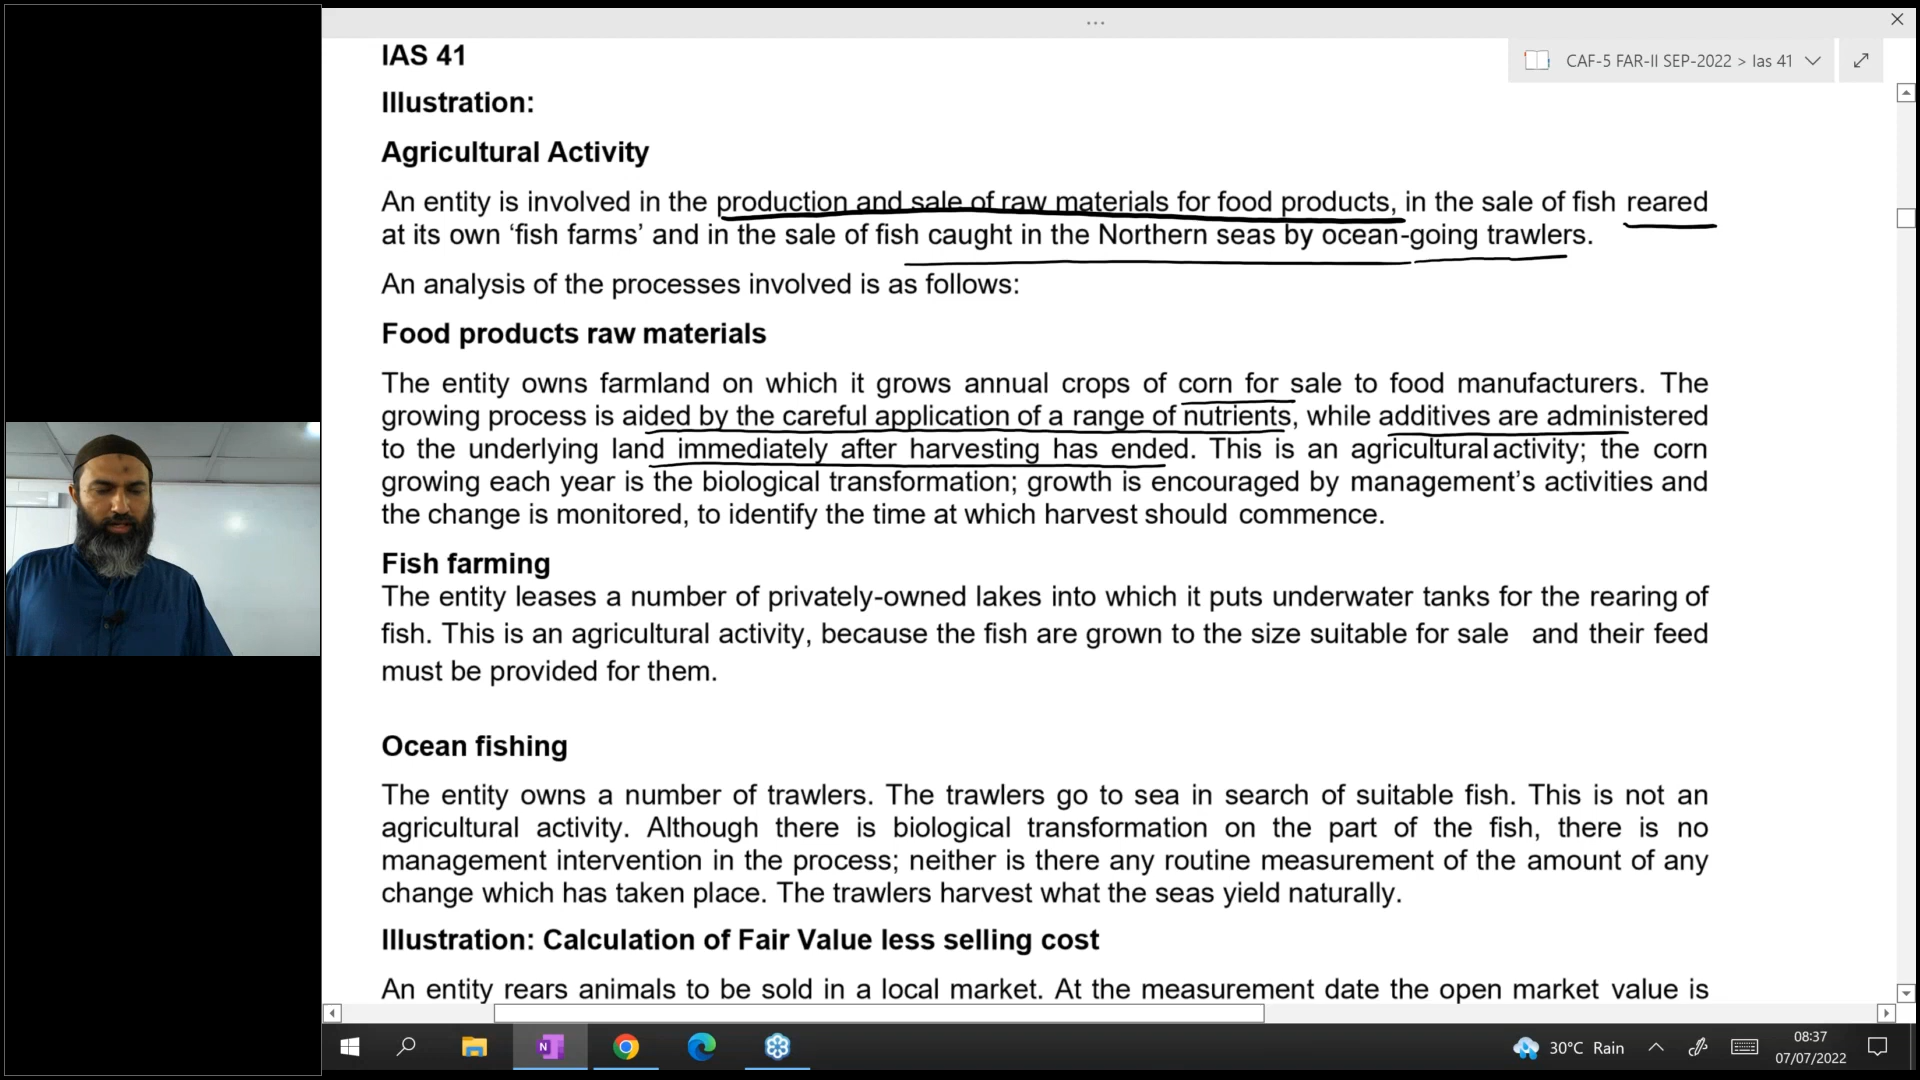 IAS 41
CAF-5 FAR-II SEP-2022 > Ias 41
Illustration:
Agricultural Activity
An entity is involved in the production and sale of raw materials for food products, in the sale of fish reared
at its own ‘fish farms’ and in the sale of fish caught in the Northern seas by ocean-going trawlers.
An analysis of the processes involved is as follows:
Food products raw materials
The entity owns farmland on which it grows annual crops of corn for sale to food manufacturers. The
growing process is aided by the careful application of a range of nutrients, while additives are administered
to the underlying land immediately after harvesting has ended. This is an agricultural activity; the corn
growing each year is the biological transformation; growth is encouraged by management’s activities and
the change is monitored, to identify the time at which harvest should commence.
Fish farming
The entity leases a number of privately-owned lakes into which it puts underwater tanks for the rearing of
fish. This is an agricultural activity, because the fish are grown to the size suitable for sale and their feed
must be provided for them.
Ocean fishing
The entity owns a number of trawlers. The trawlers go to sea in search of suitable fish. This is not an
agricultural activity. Although there is biological transformation on the part of the fish, there is no
management intervention in the process; neither is there any routine measurement of the amount of any
change which has taken place. The trawlers harvest what the seas yield naturally.
Illustration: Calculation of Fair Value less selling cost
An entity rears animals to be sold in a local market. At the measurement date the open market value is
30°C Rain
08:37
07/07/2022